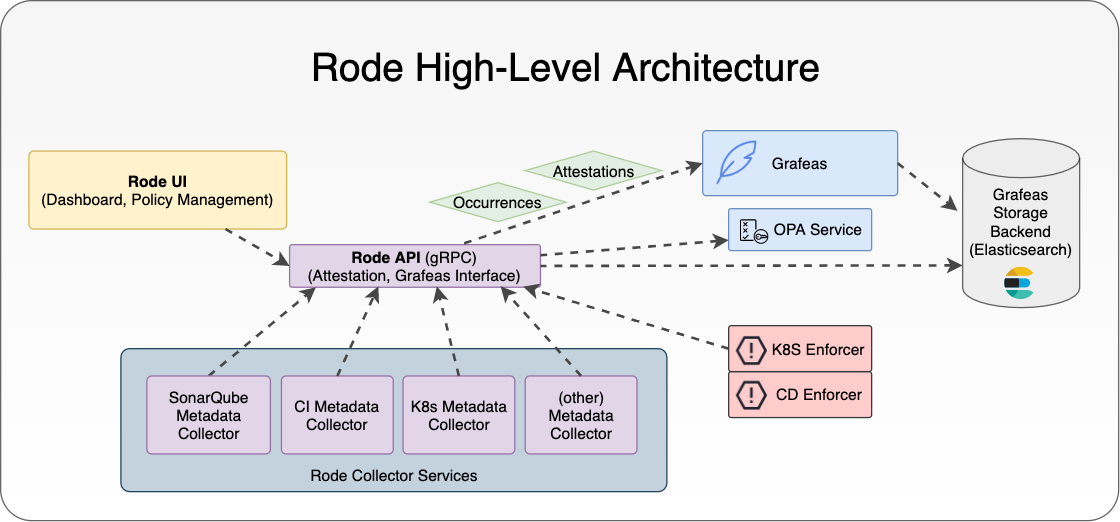 Rode High-Level Architecture
Rode UI
(Dashboard, Policy Management)
Attestations
Occurrences
Grafeas
OPA Service
Grafeas
Storage
Backend
(Elasticsearch)
Rode API (gRPC)
(Attestation, Grafeas Interface)
K8S Enforcer
CD Enforcer
SonarQube
Metadata
Collector
CI Metadata
Collector
K8s Metadata
Collector
(other)
Metadata
Collector
Rode Collector Services